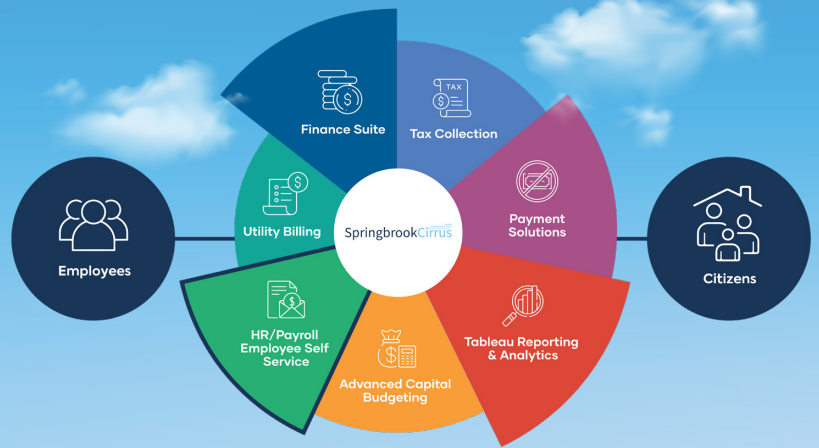 Finance Suite
TAX
Tax Collection
Utility Billing
SpringbrookCirrus
Payment
Solutions
Employees
Citizens
HR/Payroll
Employee Self
Service
Tableau Reporting
& Analytics
Advanced Capital
Budgeting